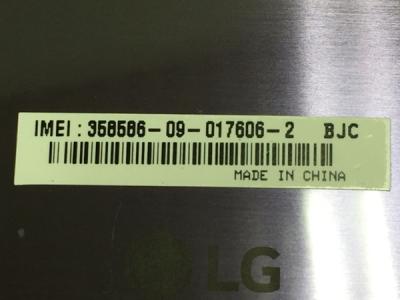 IMEI: 358586-09-017606-2 BJC
MADE IN CHINA
LG